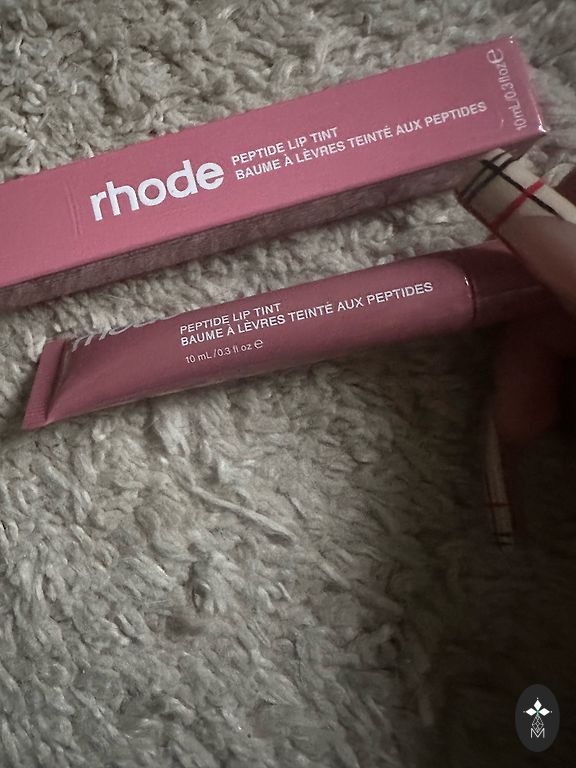 rhode
PEPTIDE LIP TINT
BAUME À LÈVRES TEINTÉ AUX PEPTIDES
10mL/0.3floz℮
PEPTIDE LIP TINT
BAUME À LÈVRES TEINTÉ AUX PEPTIDES
10 mL/0.3 fl oz ℮
M